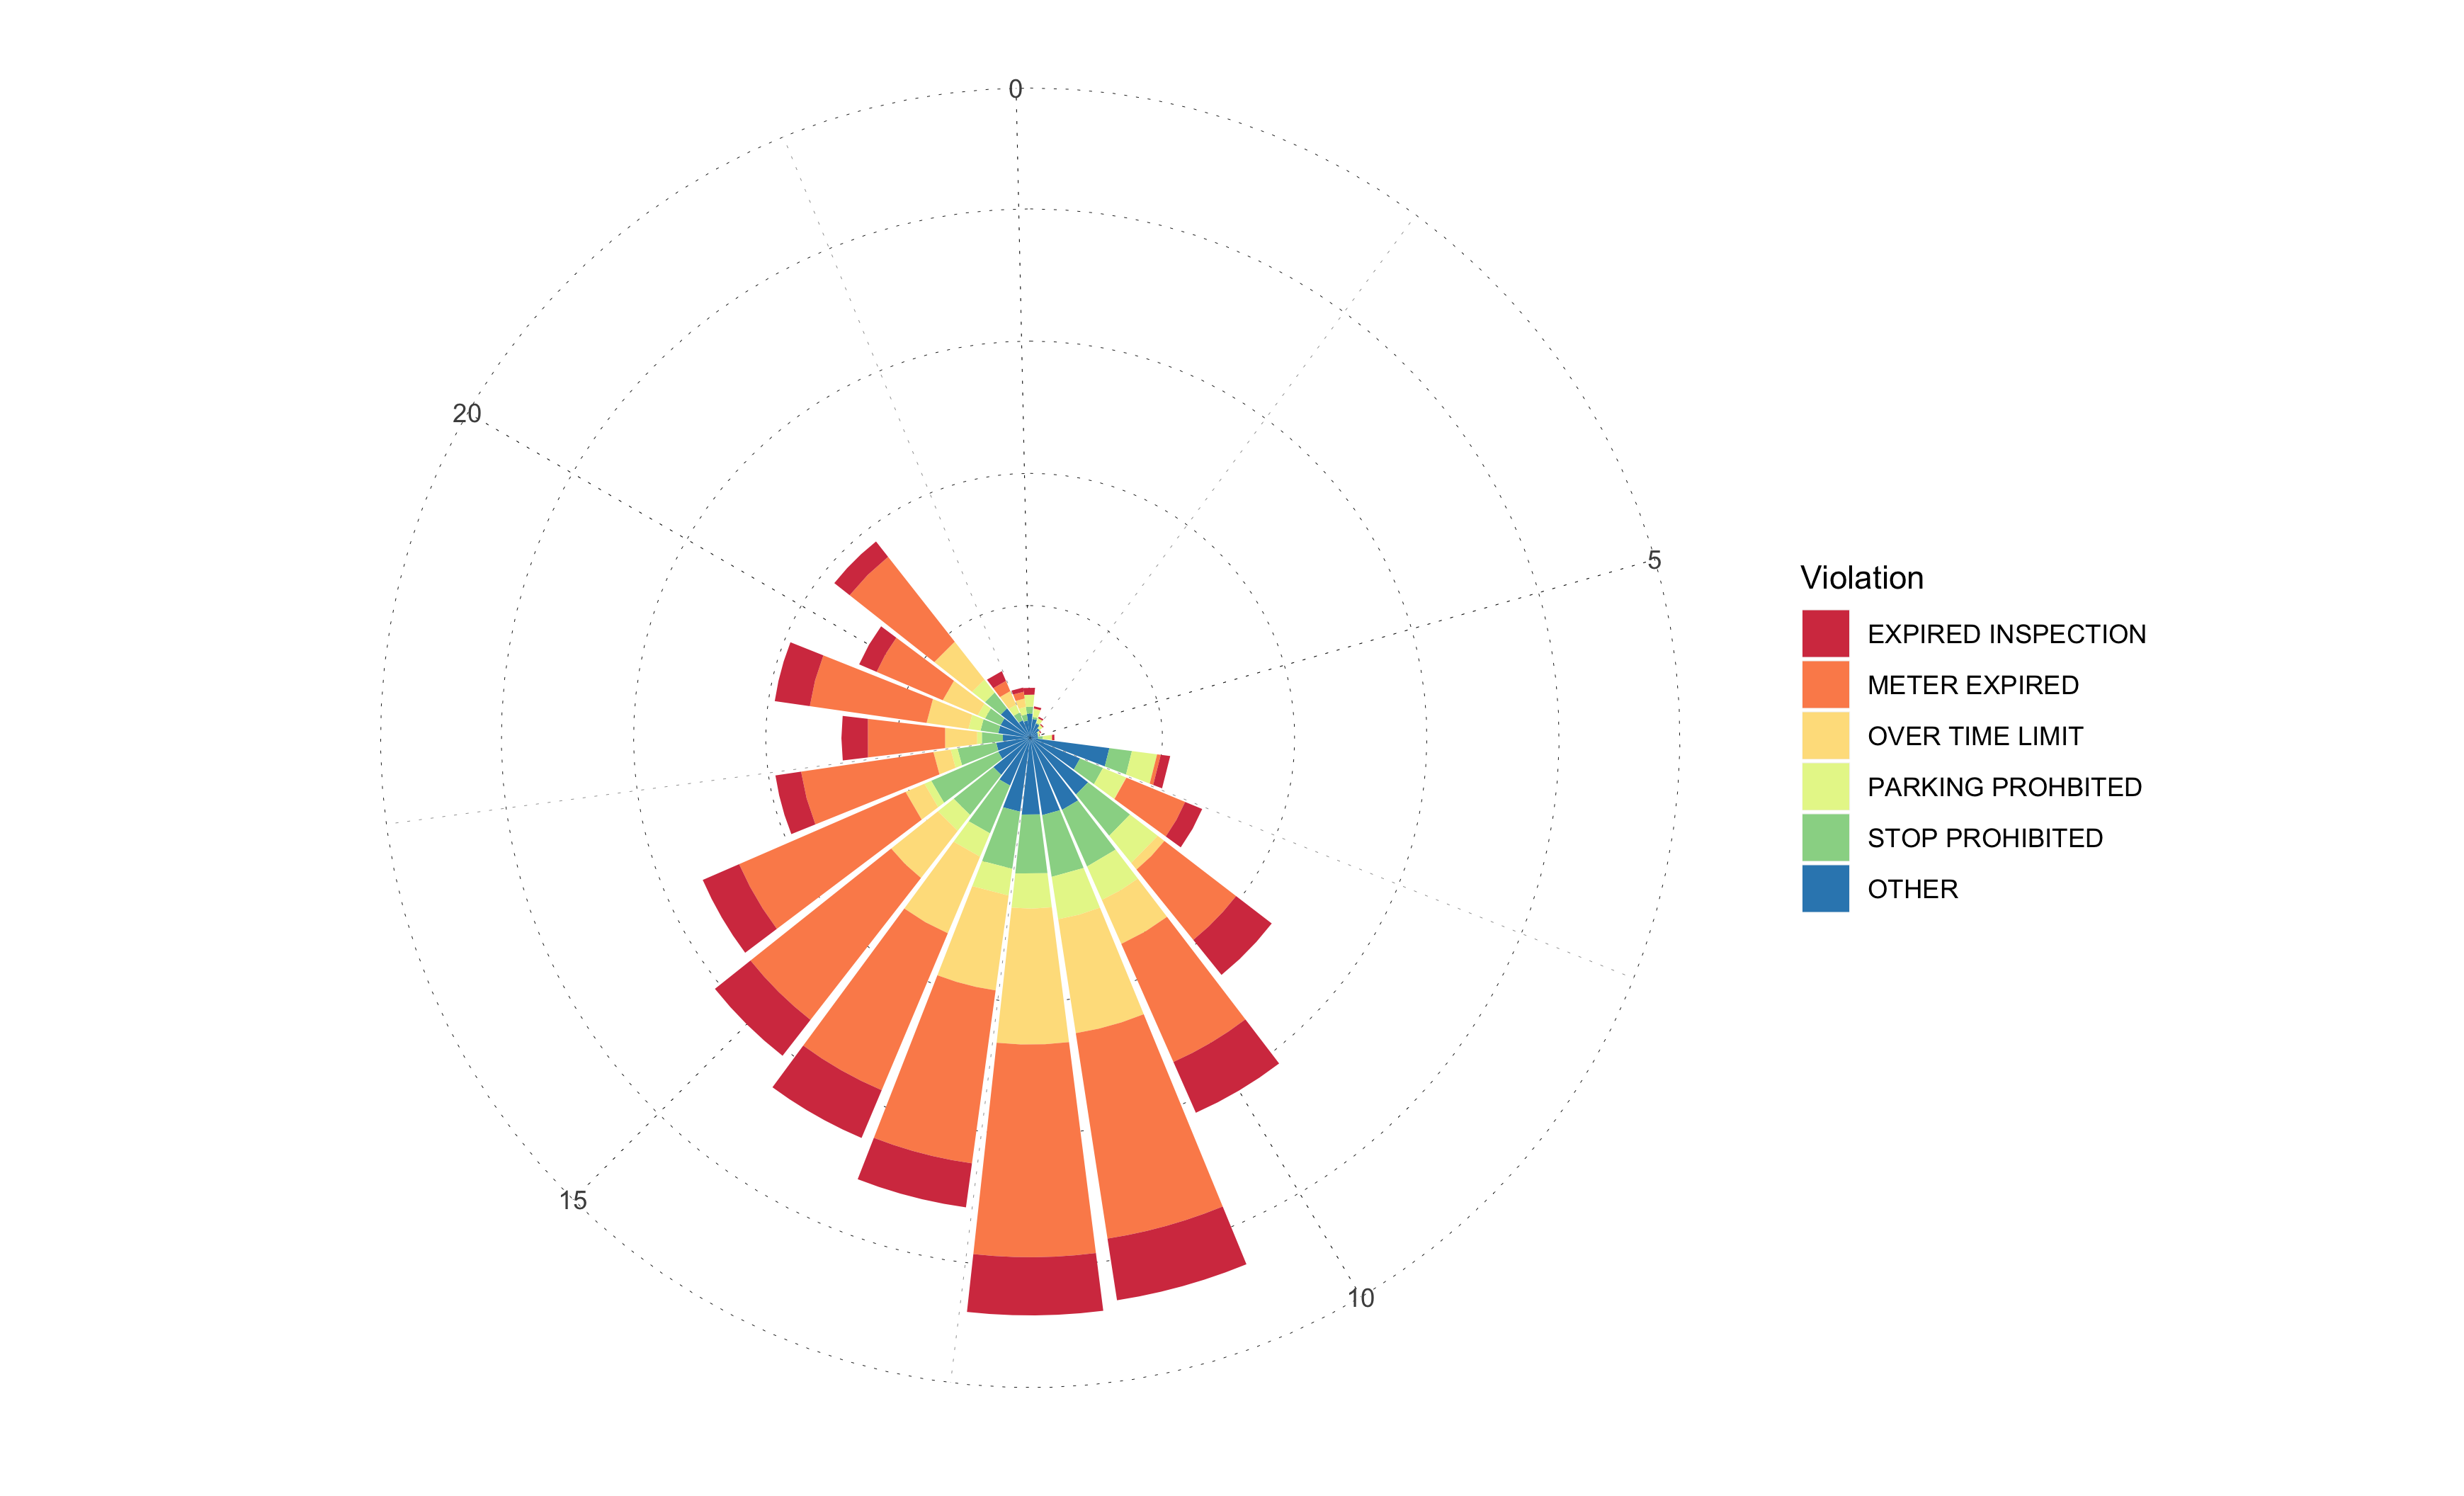 0
20
5
15
10
Violation
EXPIRED INSPECTION
METER EXPIRED
OVER TIME LIMIT
PARKING PROHBITED
STOP PROHIBITED
OTHER